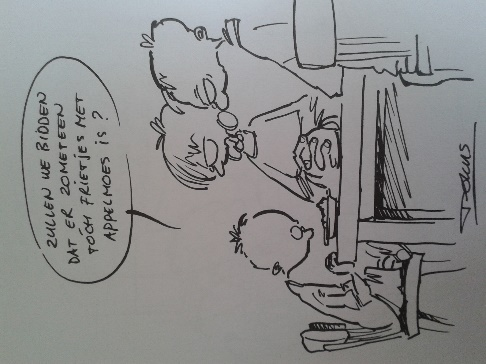 ZULLEN WE BIDDEN
DAT ER ZOMETEEN
TOCH FRIETJES MET
APPELMOES IS?